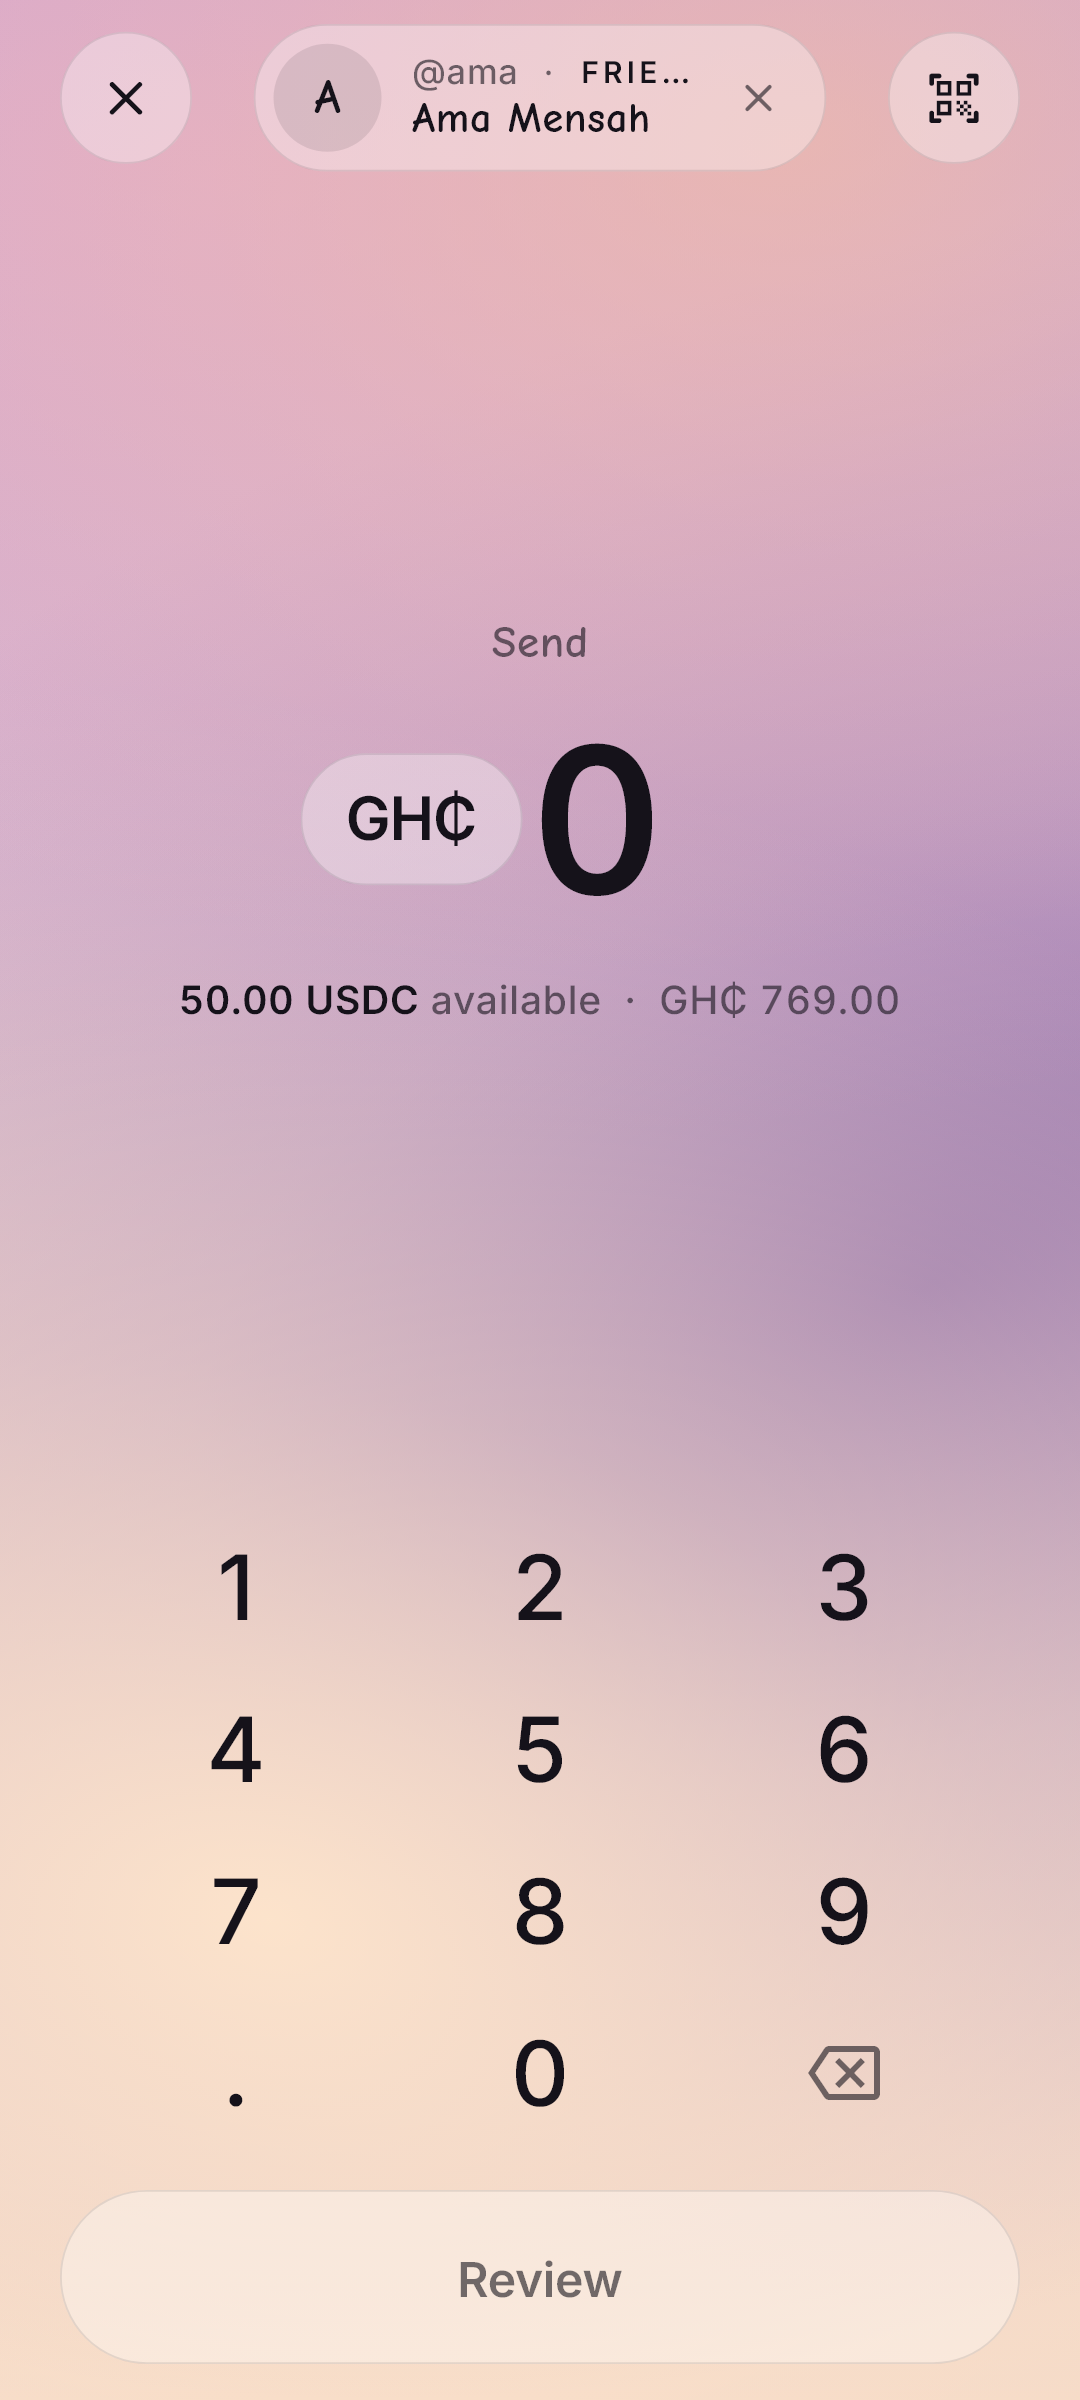 A
@ama · FRIE...
Ama Mensah
Send
GH₵ 0
50.00 USDC available · GH₵ 769.00
1 2 3
4 5 6
7 8 9
. 0
Review